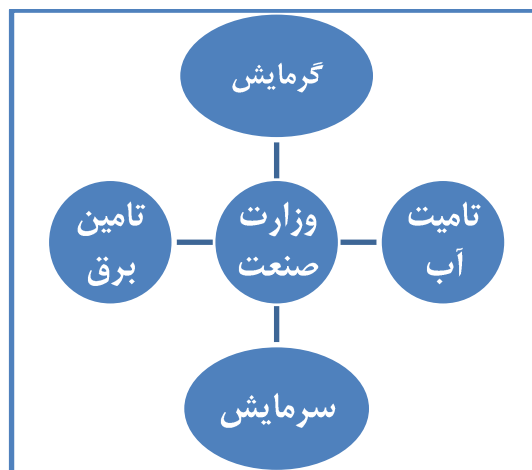 گرمایش
تامیت
آب
وزارت
صنعت
تامین
برق
سرمایش